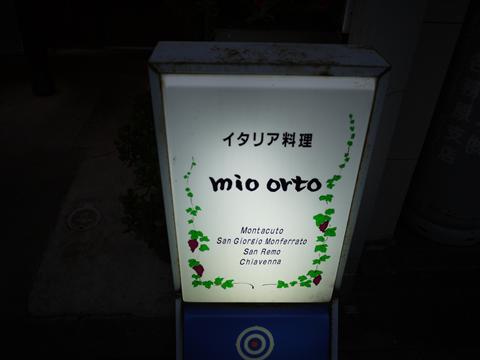 イタリア料理
mio orto
Montacuto
San Giorgio Monferrato
San Remo
Chiavenna